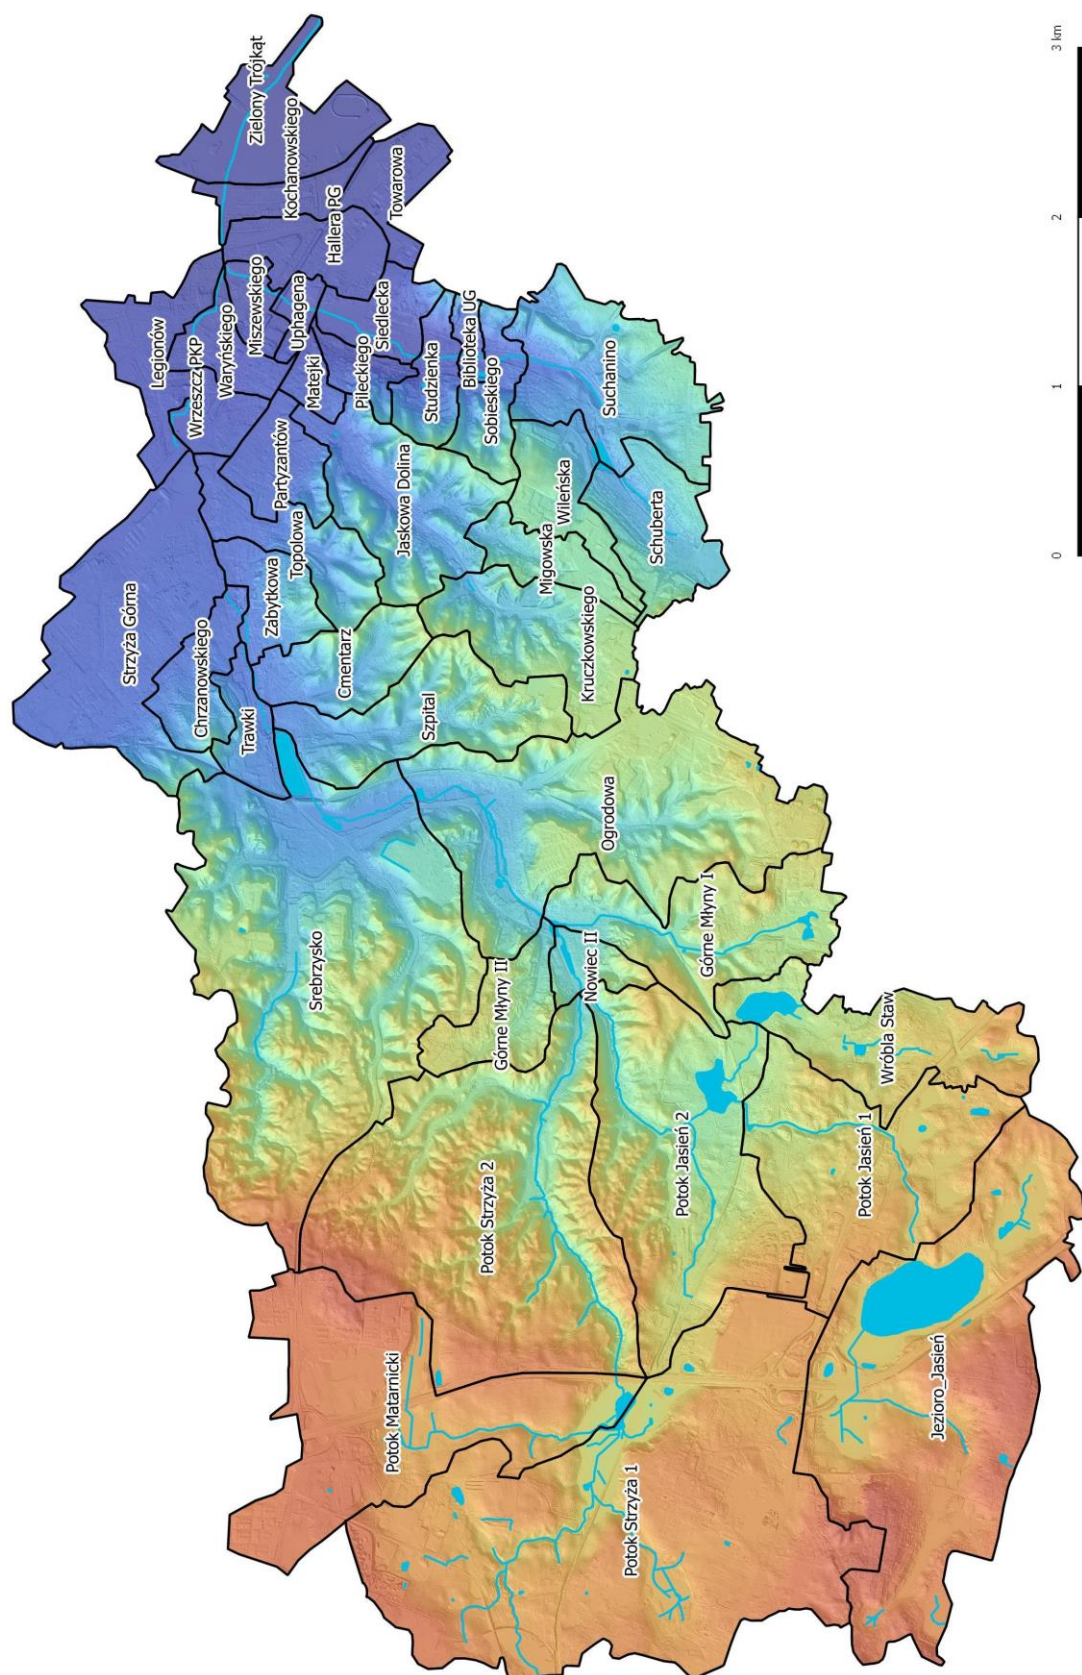 Zielony Trójkąt
Kochanowskiego
Towarowa
Hallera PG
Legionów
Wrzeszcz PKP
Waryńskiego
Miszewskiego
Uphagena
Matejki
Pileckiego
Siedlecka
Studzienka
Biblioteka UG
Sobieskiego
Suchanino
Partyzantów
Jaśkowa Dolina
Wileńska
Migowska
Schuberta
Strzyża Górna
Chrzanowskiego
Trawki
Zabytkowa
Topolowa
Cmentarz
Szpital
Kruczkowskiego
Ogrodowa
Srebrzysko
Górne Młyny II
Nowiec II
Górne Młyny I
Wróbla Staw
Potok Strzyża 2
Potok Jasień 2
Potok Jasień 1
Potok Matarnicki
Potok Strzyża 1
Jezioro_Jasień
0
1
2
3 km